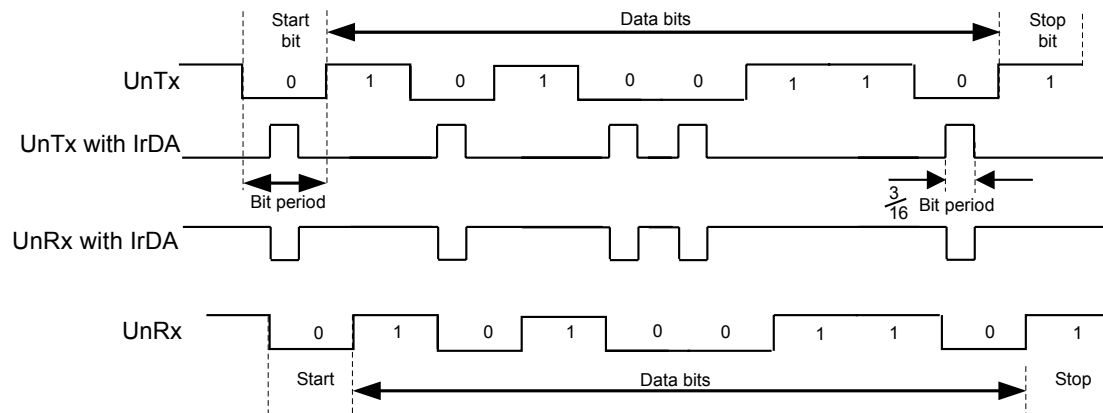 Start
bit
Data bits
Stop
bit
UnTx
0 1 0 1 0 0 1 1 0 1
UnTx with IrDA
Bit period
3/16 Bit period
UnRx with IrDA
UnRx
0 1 0 1 0 0 1 1 0 1
Start
Data bits
Stop